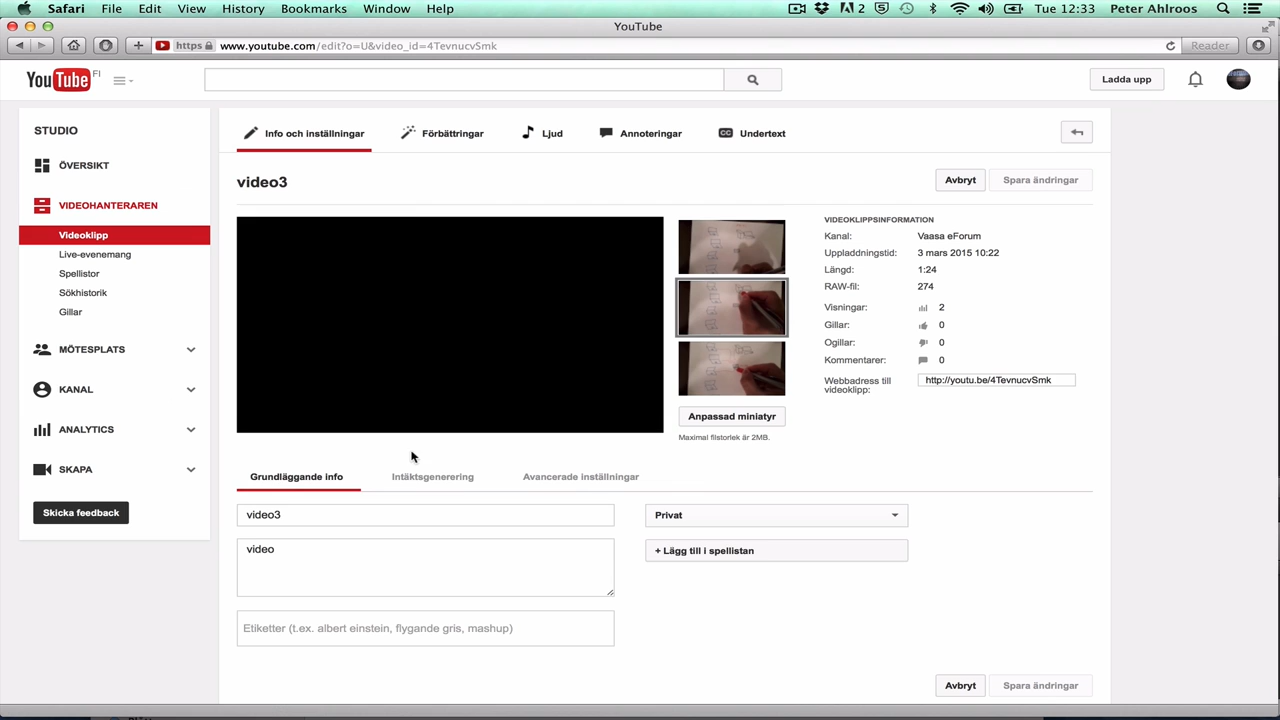 Safari File Edit View History Bookmarks Window Help 2 Tue 12:33 Peter Ahlroos
YouTube
https www.youtube.com/edit?o=U&video_id=4TevnucvSmk Reader
YouTube FI Ladda upp
STUDIO
ÖVERSIKT
VIDEOHANTERAREN
Videoklipp
Live-evenemang
Spellistor
Sökhistorik
Gillar
MÖTESPLATS
KANAL
ANALYTICS
SKAPA
Skicka feedback
Info och inställningar Förbättringar Ljud Annoteringar CC Undertext
video3 Avbryt Spara ändringar
Anpassad miniatyr
Maximal filstorlek är 2MB.
VIDEOKLIPPSINFORMATION
Kanal: Vaasa eForum
Uppladdningstid: 3 mars 2015 10:22
Längd: 1:24
RAW-fil: 274
Visningar: 2
Gillar: 0
Ogillar: 0
Kommentarer: 0
Webbadress till
videoklipp: http://youtu.be/4TevnucvSmk
Grundläggande info Intäktsgenerering Avancerade inställningar
video3 Privat
video + Lägg till i spellistan
Etiketter (t.ex. albert einstein, flygande gris, mashup)
Avbryt Spara ändringar